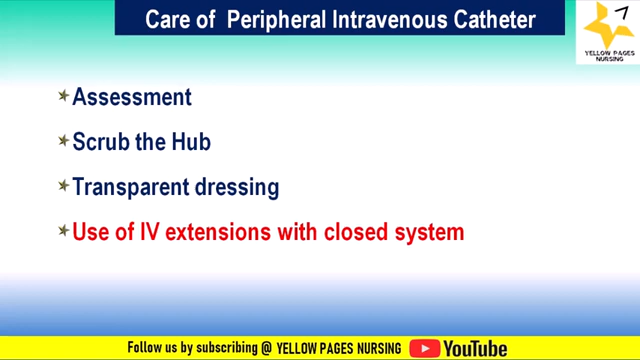 Care of Peripheral Intravenous Catheter
YELLOW PAGES
NURSING
Assessment
Scrub the Hub
Transparent dressing
Use of IV extensions with closed system
Follow us by subscribing @ YELLOW PAGES NURSING YouTube